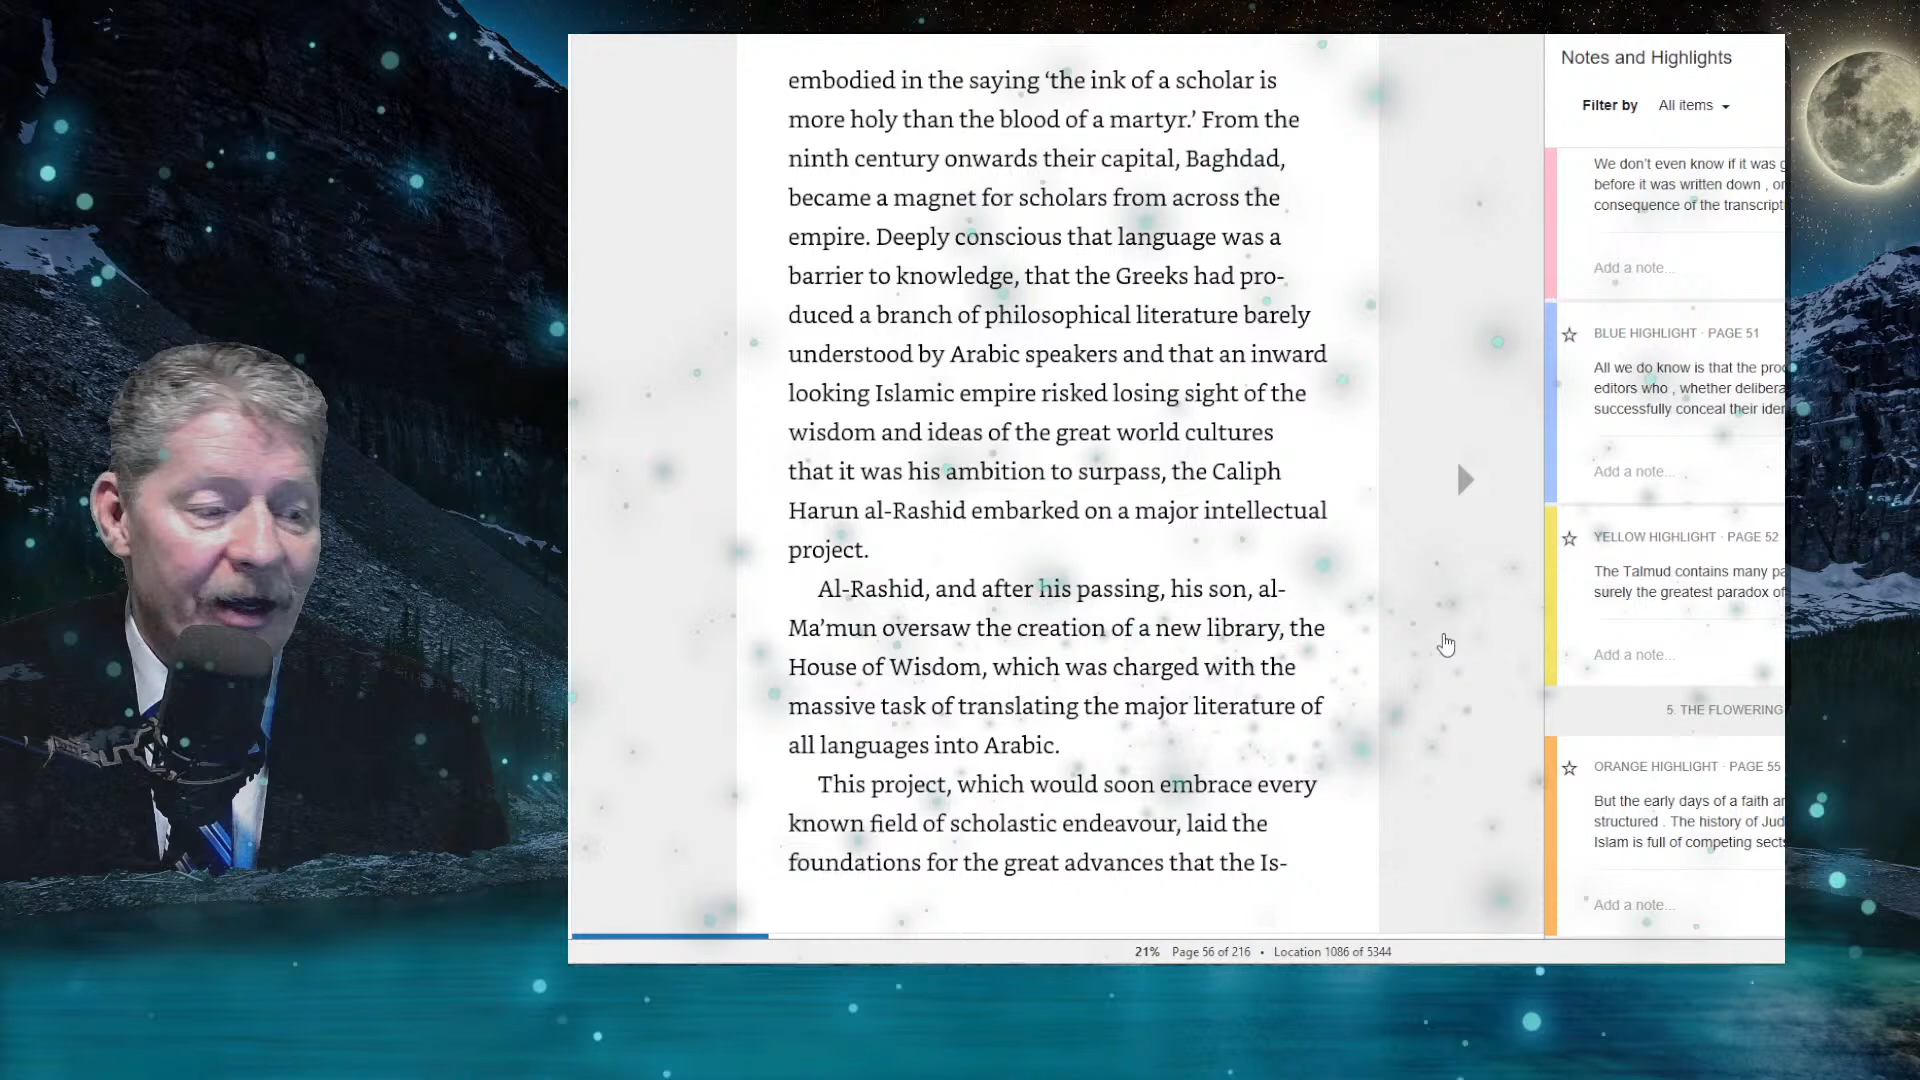 embodied in the saying ‘the ink of a scholar is
more holy than the blood of a martyr.’ From the
ninth century onwards their capital, Baghdad,
became a magnet for scholars from across the
empire. Deeply conscious that language was a
barrier to knowledge, that the Greeks had pro-
duced a branch of philosophical literature barely
understood by Arabic speakers and that an inward
looking Islamic empire risked losing sight of the
wisdom and ideas of the great world cultures
that it was his ambition to surpass, the Caliph
Harun al-Rashid embarked on a major intellectual
project.
Al-Rashid, and after his passing, his son, al-
Ma’mun oversaw the creation of a new library, the
House of Wisdom, which was charged with the
massive task of translating the major literature of
all languages into Arabic.
This project, which would soon embrace every
known field of scholastic endeavour, laid the
foundations for the great advances that the Is-
21% Page 56 of 216 • Location 1086 of 5344
Notes and Highlights
Filter by All items
We don’t even know if it was
before it was written down , or
consequence of the transcripti
Add a note...
BLUE HIGHLIGHT · PAGE 51
All we do know is that the
editors who , whether delibera
successfully conceal their iden
Add a note...
YELLOW HIGHLIGHT · PAGE 52
The Talmud contains many pa
surely the greatest paradox of
Add a note...
5. THE FLOWERING
ORANGE HIGHLIGHT · PAGE 55
But the early days of a faith
structured . The history of Jud
Islam is full of competing sect
Add a note...